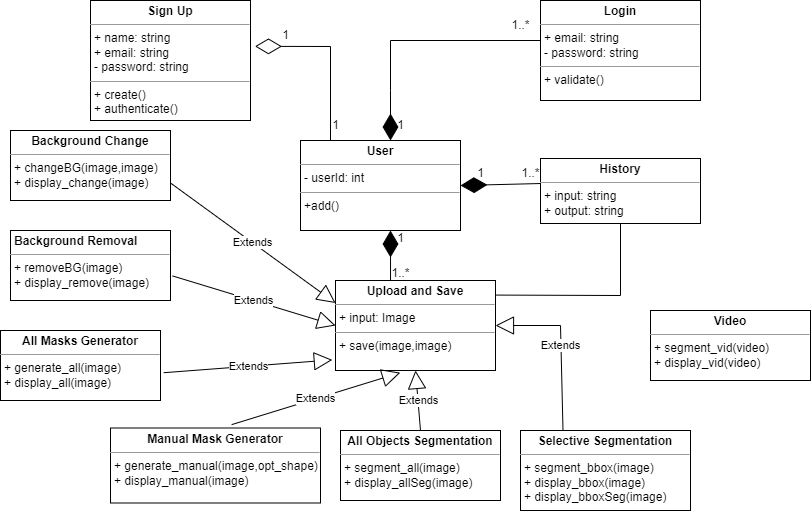 Sign Up
+ name: string
+ email: string
- password: string
+ create()
+ authenticate()
1
1
Login
+ email: string
- password: string
+ validate()
1..*
1
User
- userId: int
+add()
1
1..*
History
+ input: string
+ output: string
1
1..*
Background Change
+ changeBG(image,image)
+ display_change(image)
Extends
Background Removal
+ removeBG(image)
+ display_remove(image)
Extends
Upload and Save
+ input: Image
+ save(image,image)
All Masks Generator
+ generate_all(image)
+ display_all(image)
Extends
Extends
Video
+ segment_vid(video)
+ display_vid(video)
Extends
Extends
Manual Mask Generator
+ generate_manual(image,opt_shape)
+ display_manual(image)
All Objects Segmentation
+ segment_all(image)
+ display_allSeg(image)
Selective Segmentation
+ segment_bbox(image)
+ display_bbox(image)
+ display_bboxSeg(image)